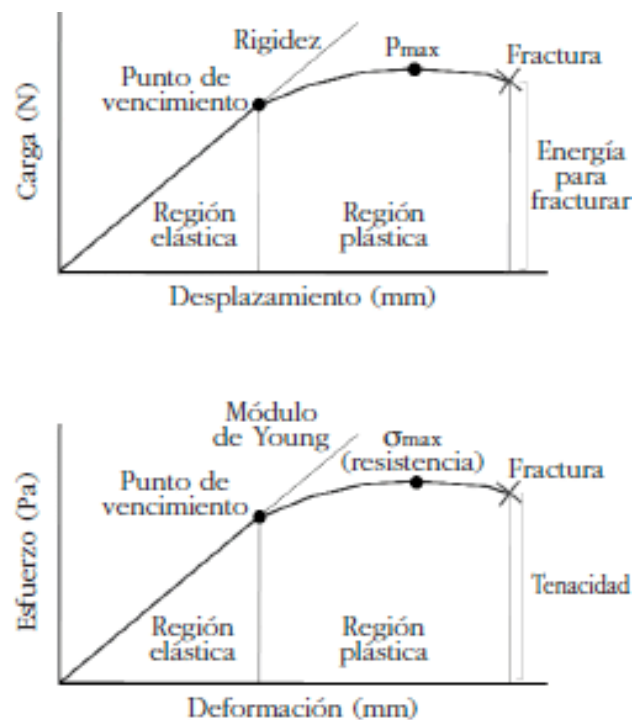 Rigidez
Pmax
Fractura
Punto de
vencimiento
Carga (N)
Energía
para
fracturar
Región
elástica
Región
plástica
Desplazamiento (mm)
Módulo
de Young
σmax
(resistencia)
Fractura
Punto de
vencimiento
Esfuerzo (Pa)
Tenacidad
Región
elástica
Región
plástica
Deformación (mm)